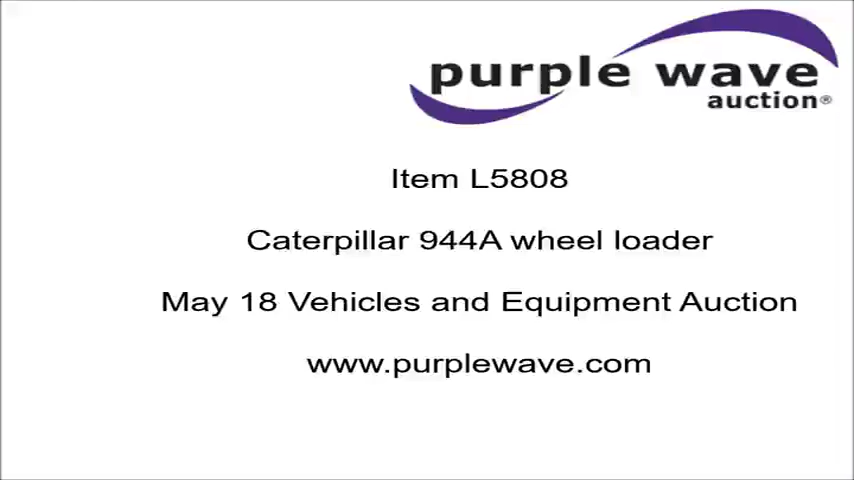 purple wave
auction®
Item L5808
Caterpillar 944A wheel loader
May 18 Vehicles and Equipment Auction
www.purplewave.com